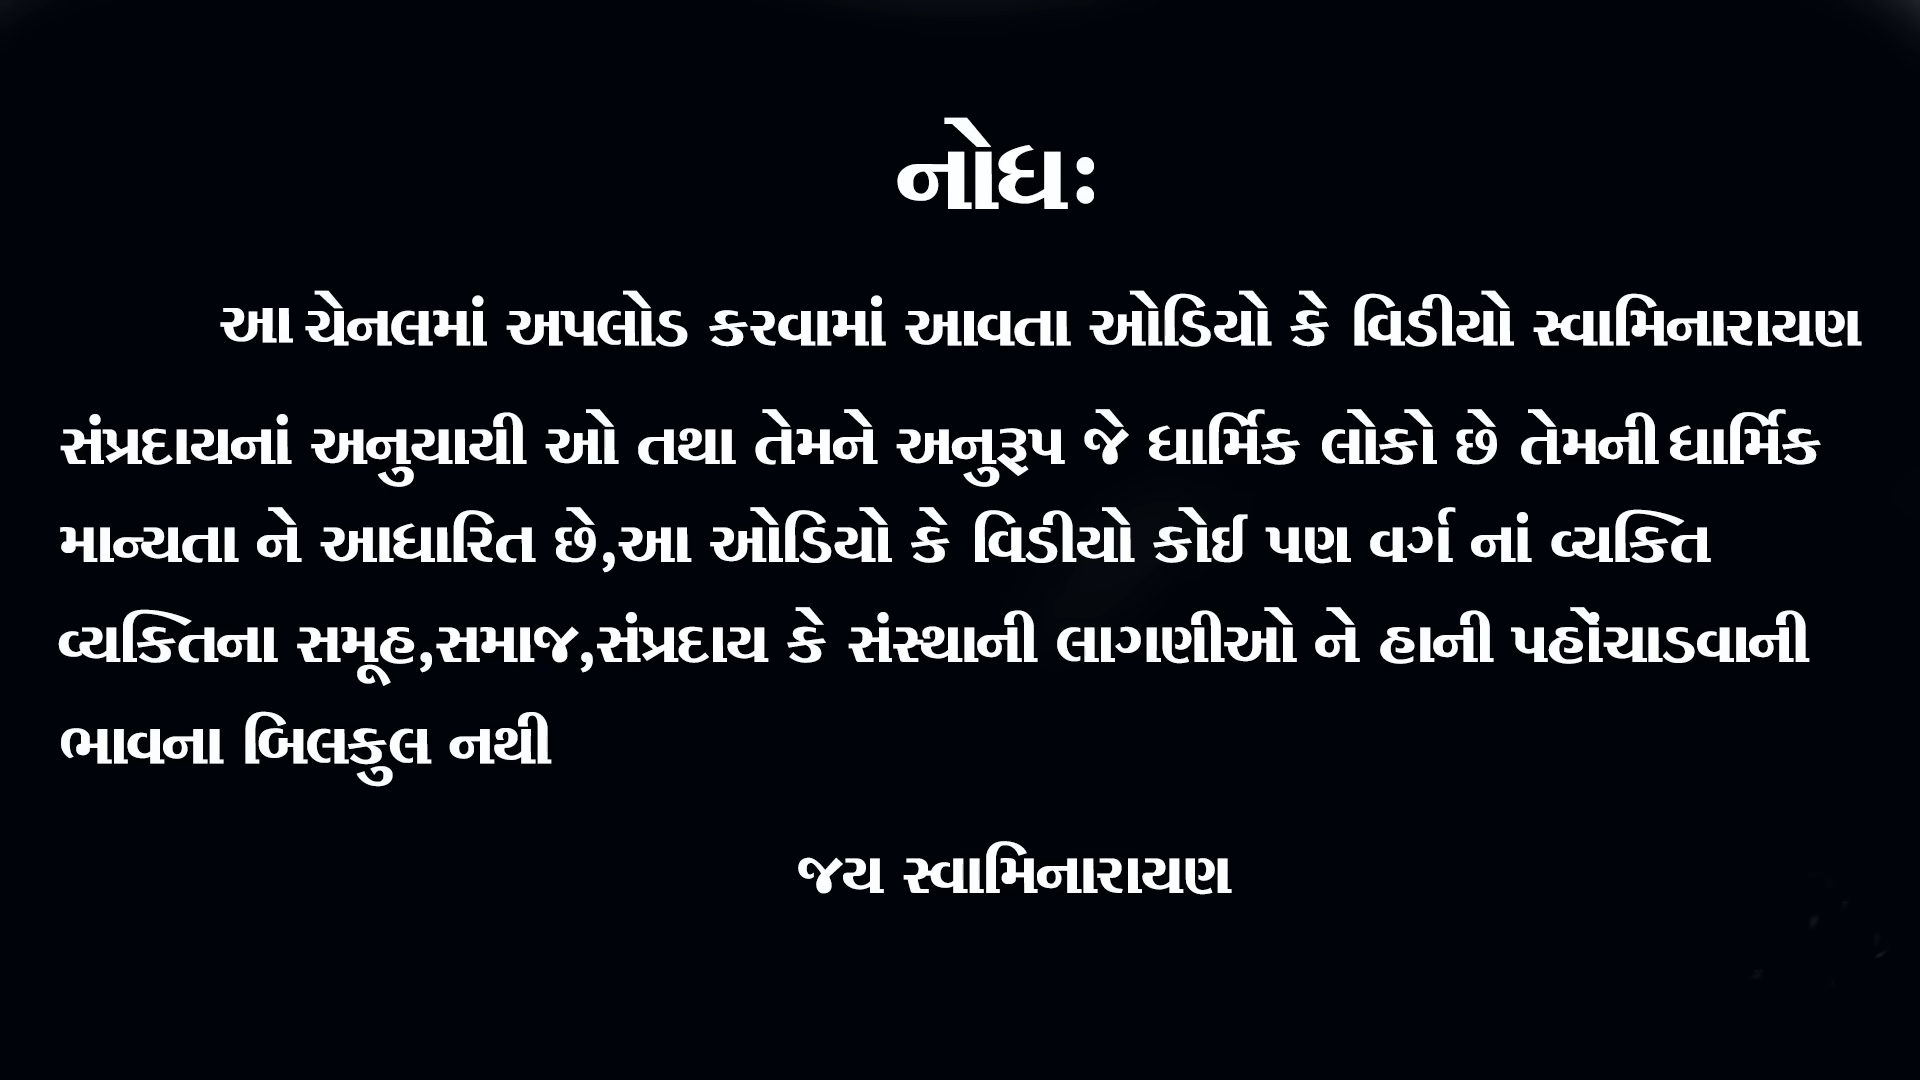 નોધઃ
આ ચેનલમાં અપલોડ કરવામાં આવતા ઓડિયો કે વિડીયો સ્વામિનારાયણ
સંપ્રદાયનાં અનુયાયી ઓ તથા તેમને અનુરૂપ જે ધાર્મિક લોકો છે તેમની ધાર્મિક
માન્યતા ને આધારિત છે,આ ઓડિયો કે વિડીયો કોઈ પણ વર્ગ નાં વ્યક્તિ
વ્યક્તિના સમૂહ,સમાજ,સંપ્રદાય કે સંસ્થાની લાગણીઓ ને હાની પહોંચાડવાની
ભાવના બિલકુલ નથી
જય સ્વામિનારાયણ